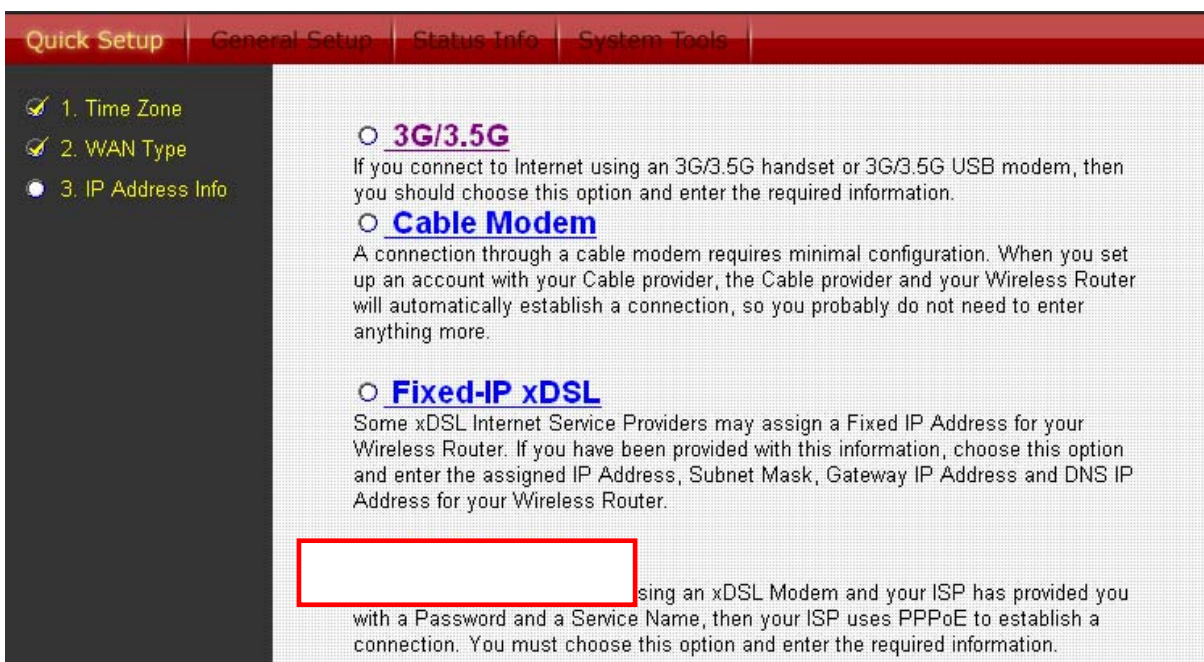 Quick Setup General Setup Status Info System Tools
1. Time Zone
2. WAN Type
3. IP Address Info
3G/3.5G
If you connect to Internet using an 3G/3.5G handset or 3G/3.5G USB modem, then
you should choose this option and enter the required information.
Cable Modem
A connection through a cable modem requires minimal configuration. When you set
up an account with your Cable provider, the Cable provider and your Wireless Router
will automatically establish a connection, so you probably do not need to enter
anything more.
Fixed-IP xDSL
Some xDSL Internet Service Providers may assign a Fixed IP Address for your
Wireless Router. If you have been provided with this information, choose this option
and enter the assigned IP Address, Subnet Mask, Gateway IP Address and DNS IP
Address for your Wireless Router.
sing an xDSL Modem and your ISP has provided you
with a Password and a Service Name, then your ISP uses PPPoE to establish a
connection. You must choose this option and enter the required information.